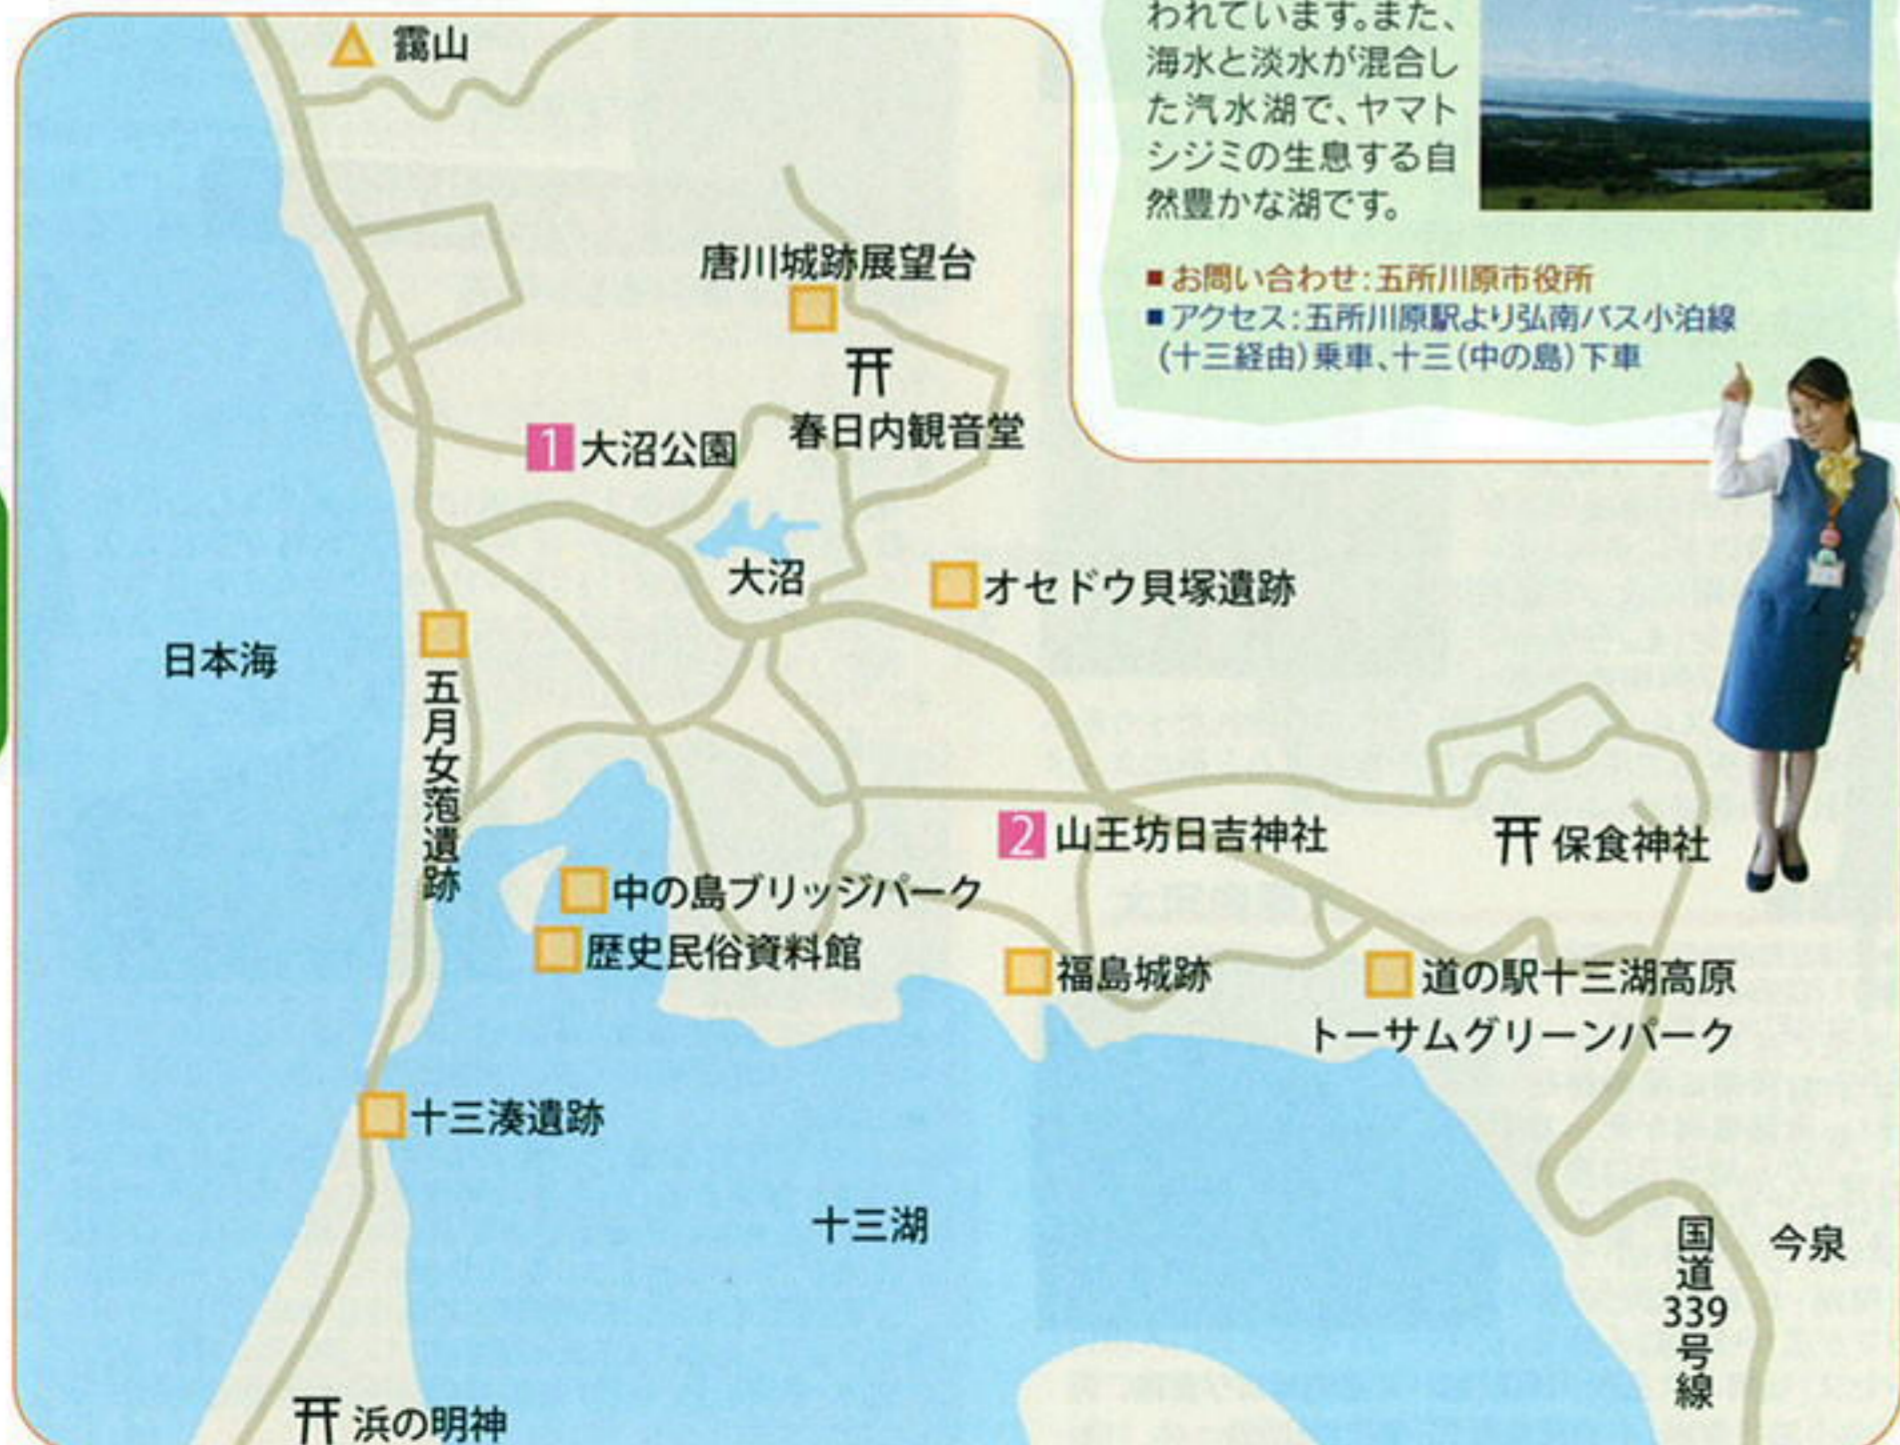 われています。また、
海水と淡水が混合し
た汽水湖で、ヤマト
シジミの生息する自
然豊かな湖です。
■お問い合わせ:五所川原市役所
■アクセス:五所川原駅より弘南バス小泊線
(十三経由)乗車、十三(中の島)下車
靄山
唐川城跡展望台
春日内観音堂
1 大沼公園
大沼
オセドウ貝塚遺跡
日本海
五月女萢遺跡
2 山王坊日吉神社
保食神社
中の島ブリッジパーク
歴史民俗資料館
福島城跡
道の駅十三湖高原
トーサムグリーンパーク
十三湊遺跡
十三湖
国道339号線
今泉
浜の明神